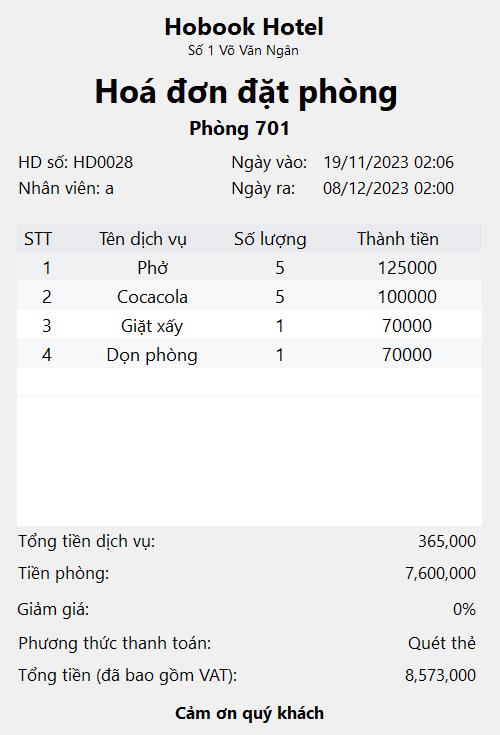 Hobook Hotel
Số 1 Võ Văn Ngân
Hoá đơn đặt phòng
Phòng 701
HD số: HD0028 Ngày vào: 19/11/2023 02:06
Nhân viên: a Ngày ra: 08/12/2023 02:00
STT Tên dịch vụ Số lượng Thành tiền
1 Phở 5 125000
2 Cocacola 5 100000
3 Giặt xấy 1 70000
4 Dọn phòng 1 70000
Tổng tiền dịch vụ: 365,000
Tiền phòng: 7,600,000
Giảm giá: 0%
Phương thức thanh toán: Quét thẻ
Tổng tiền (đã bao gồm VAT): 8,573,000
Cảm ơn quý khách